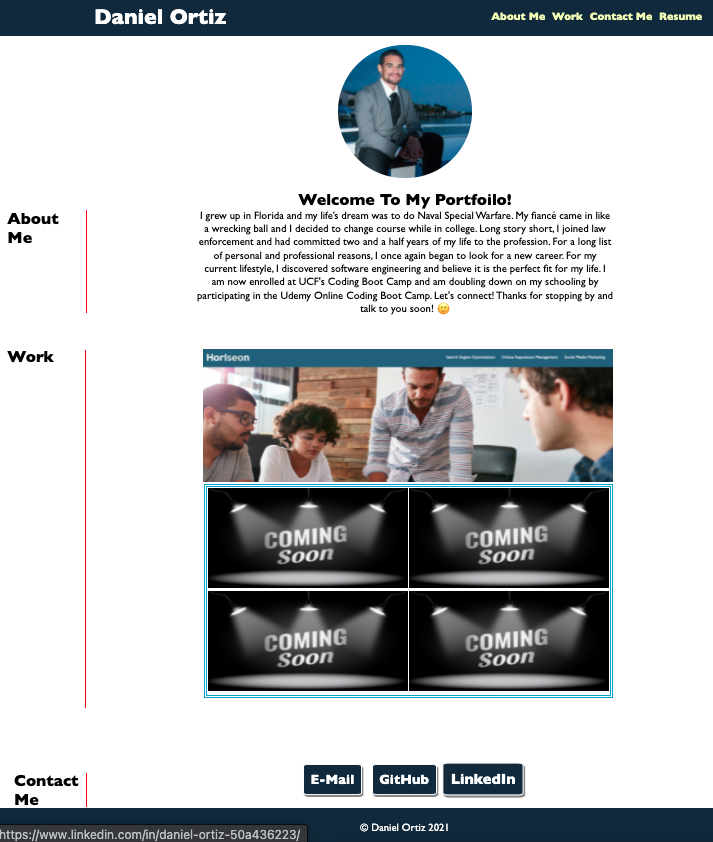 Daniel Ortiz
About Me Work Contact Me Resume
Welcome To My Portfoilo!
About
Me
I grew up in Florida and my life's dream was to do Naval Special Warfare. My fiancé came in like
a wrecking ball and I decided to change course while in college. Long story short, I joined law
enforcement and had committed two and a half years of my life to the profession. For a long list
of personal and professional reasons, I once again began to look for a new career. For my
current lifestyle, I discovered software engineering and believe it is the perfect fit for my life. I
am now enrolled at UCF's Coding Boot Camp and am doubling down on my schooling by
participating in the Udemy Online Coding Boot Camp. Let's connect! Thanks for stopping by and
talk to you soon! 🙂
Work
Horiseon
Search Engine Optimization Online Reputation Management Social Media Marketing
COMING
Soon
COMING
Soon
COMING
Soon
COMING
Soon
Contact
Me
E-Mail GitHub LinkedIn
© Daniel Ortiz 2021
https://www.linkedin.com/in/daniel-ortiz-50a436223/